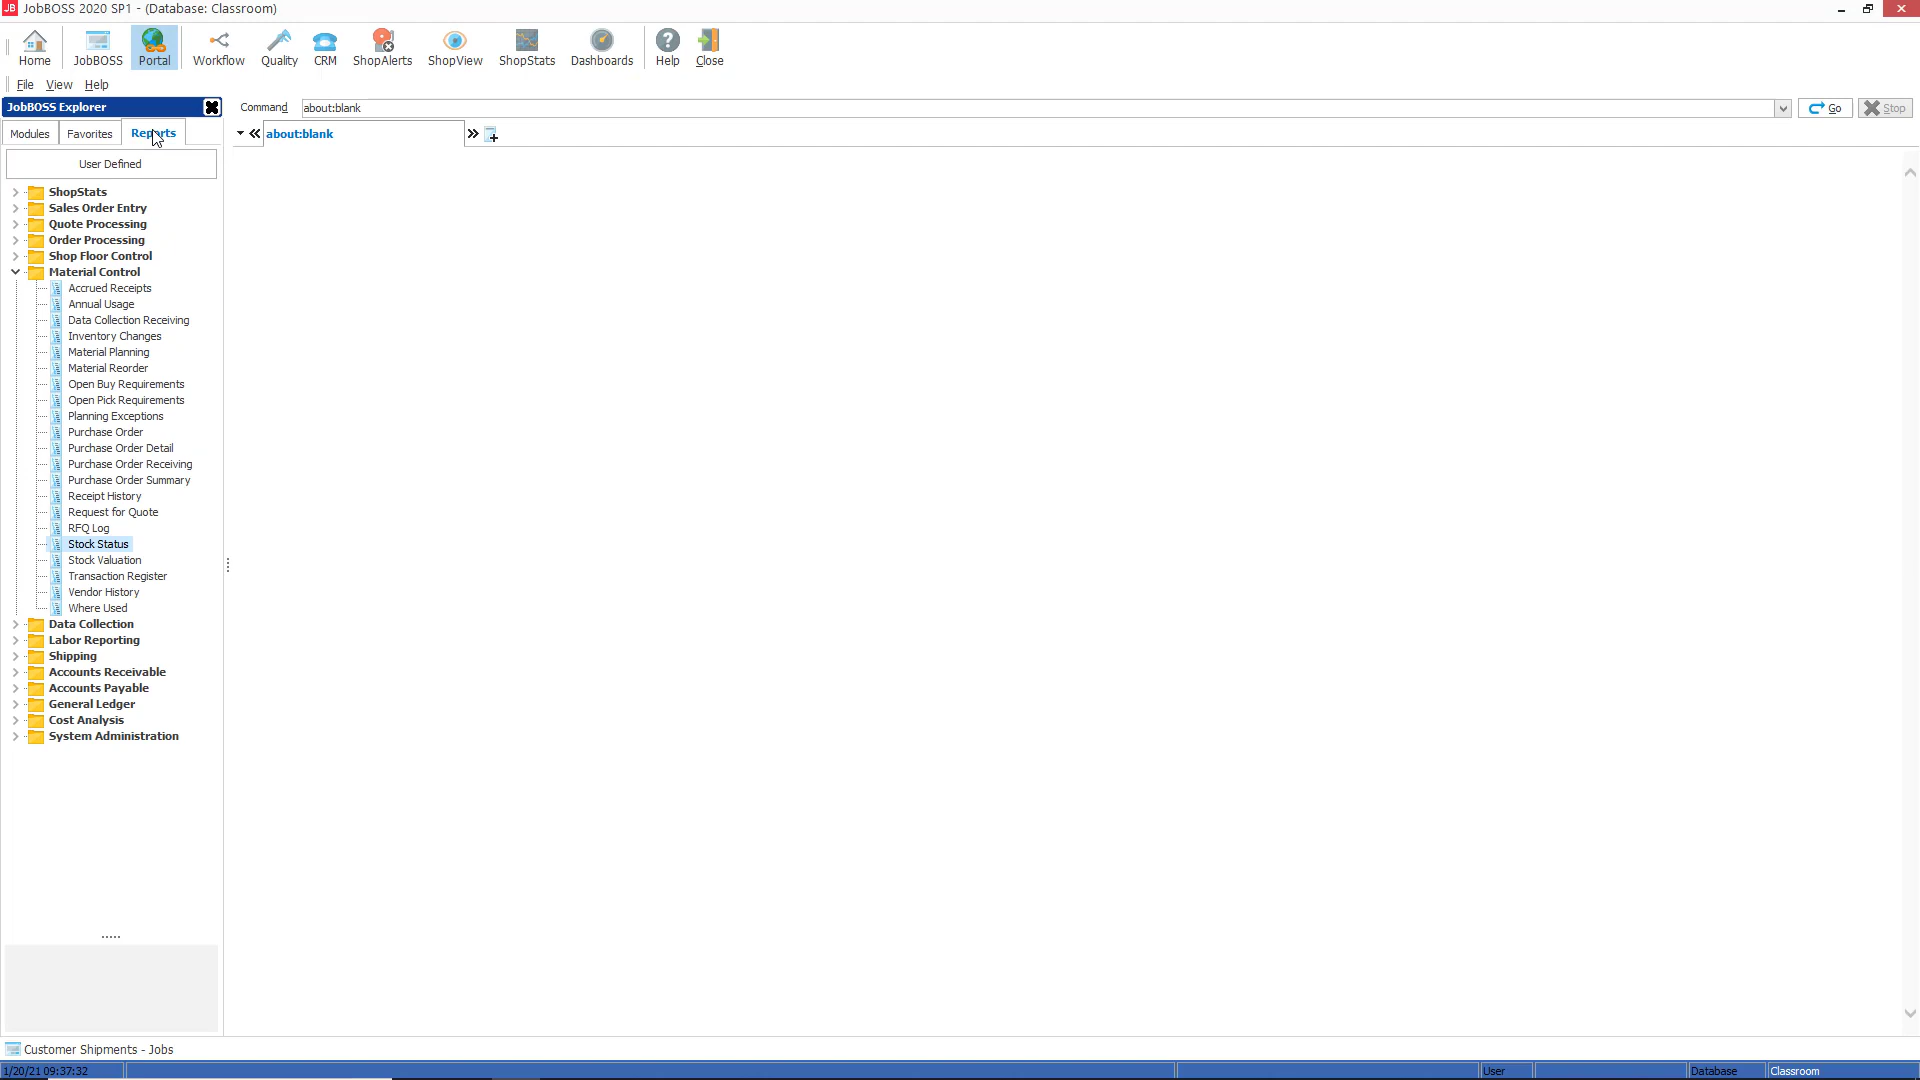 JobBOSS 2020 SP1 - (Database: Classroom)
Home JobBOSS Portal Workflow Quality CRM ShopAlerts ShopView ShopStats Dashboards Help Close
File View Help
JobBOSS Explorer
Command about:blank Go Stop
Modules Favorites Reports
about:blank
User Defined
ShopStats
Sales Order Entry
Quote Processing
Order Processing
Shop Floor Control
Material Control
Accrued Receipts
Annual Usage
Data Collection Receiving
Inventory Changes
Material Planning
Material Reorder
Open Buy Requirements
Open Pick Requirements
Planning Exceptions
Purchase Order
Purchase Order Detail
Purchase Order Receiving
Purchase Order Summary
Receipt History
Request for Quote
RFQ Log
Stock Status
Stock Valuation
Transaction Register
Vendor History
Where Used
Data Collection
Labor Reporting
Shipping
Accounts Receivable
Accounts Payable
General Ledger
Cost Analysis
System Administration
Customer Shipments - Jobs
1/20/21 09:37:32 User Database Classroom